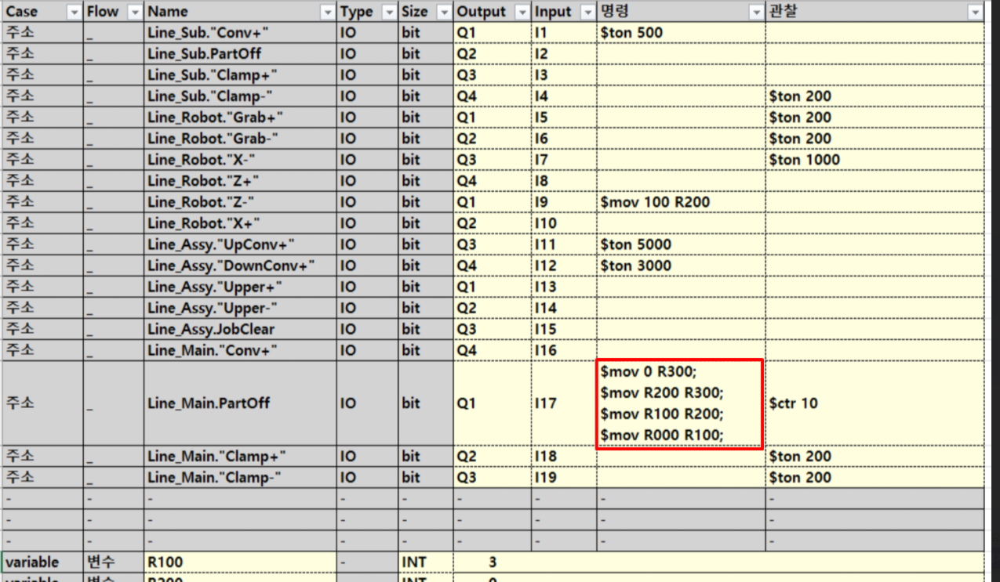 Case Flow Name Type Size Output Input 명령 관찰
주소 _ Line_Sub."Conv+" IO bit Q1 I1 $ton 500
주소 _ Line_Sub.PartOff IO bit Q2 I2
주소 _ Line_Sub."Clamp+" IO bit Q3 I3
주소 _ Line_Sub."Clamp-" IO bit Q4 I4 $ton 200
주소 _ Line_Robot."Grab+" IO bit Q1 I5 $ton 200
주소 _ Line_Robot."Grab-" IO bit Q2 I6 $ton 200
주소 _ Line_Robot."X-" IO bit Q3 I7 $ton 1000
주소 _ Line_Robot."Z+" IO bit Q4 I8
주소 _ Line_Robot."Z-" IO bit Q1 I9 $mov 100 R200
주소 _ Line_Robot."X+" IO bit Q2 I10
주소 _ Line_Assy."UpConv+" IO bit Q3 I11 $ton 5000
주소 _ Line_Assy."DownConv+" IO bit Q4 I12 $ton 3000
주소 _ Line_Assy."Upper+" IO bit Q1 I13
주소 _ Line_Assy."Upper-" IO bit Q2 I14
주소 _ Line_Assy.JobClear IO bit Q3 I15
주소 _ Line_Main."Conv+" IO bit Q4 I16
주소 _ Line_Main.PartOff IO bit Q1 I17 $mov 0 R300;
$mov R200 R300;
$mov R100 R200;
$mov R000 R100;
$ctr 10
주소 _ Line_Main."Clamp+" IO bit Q2 I18 $ton 200
주소 _ Line_Main."Clamp-" IO bit Q3 I19 $ton 200
- - - - - - - - -
- - - - - - - - -
- - - - - - - - -
variable 변수 R100 - INT 3